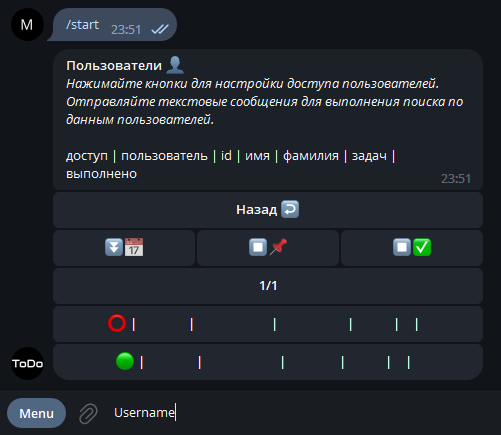 M
/start 23:51
Пользователи 👤
Нажимайте кнопки для настройки доступа пользователей.
Отправляйте текстовые сообщения для выполнения поиска по
данным пользователей.
доступ | пользователь | id | имя | фамилия | задач |
выполнено
23:51
Назад ↩️
⏬📅 ⏹️📌 ⏹️✅
17
1/1
⭕ | | | | | |
🟢 | | | | | |
ToDo
Menu Username